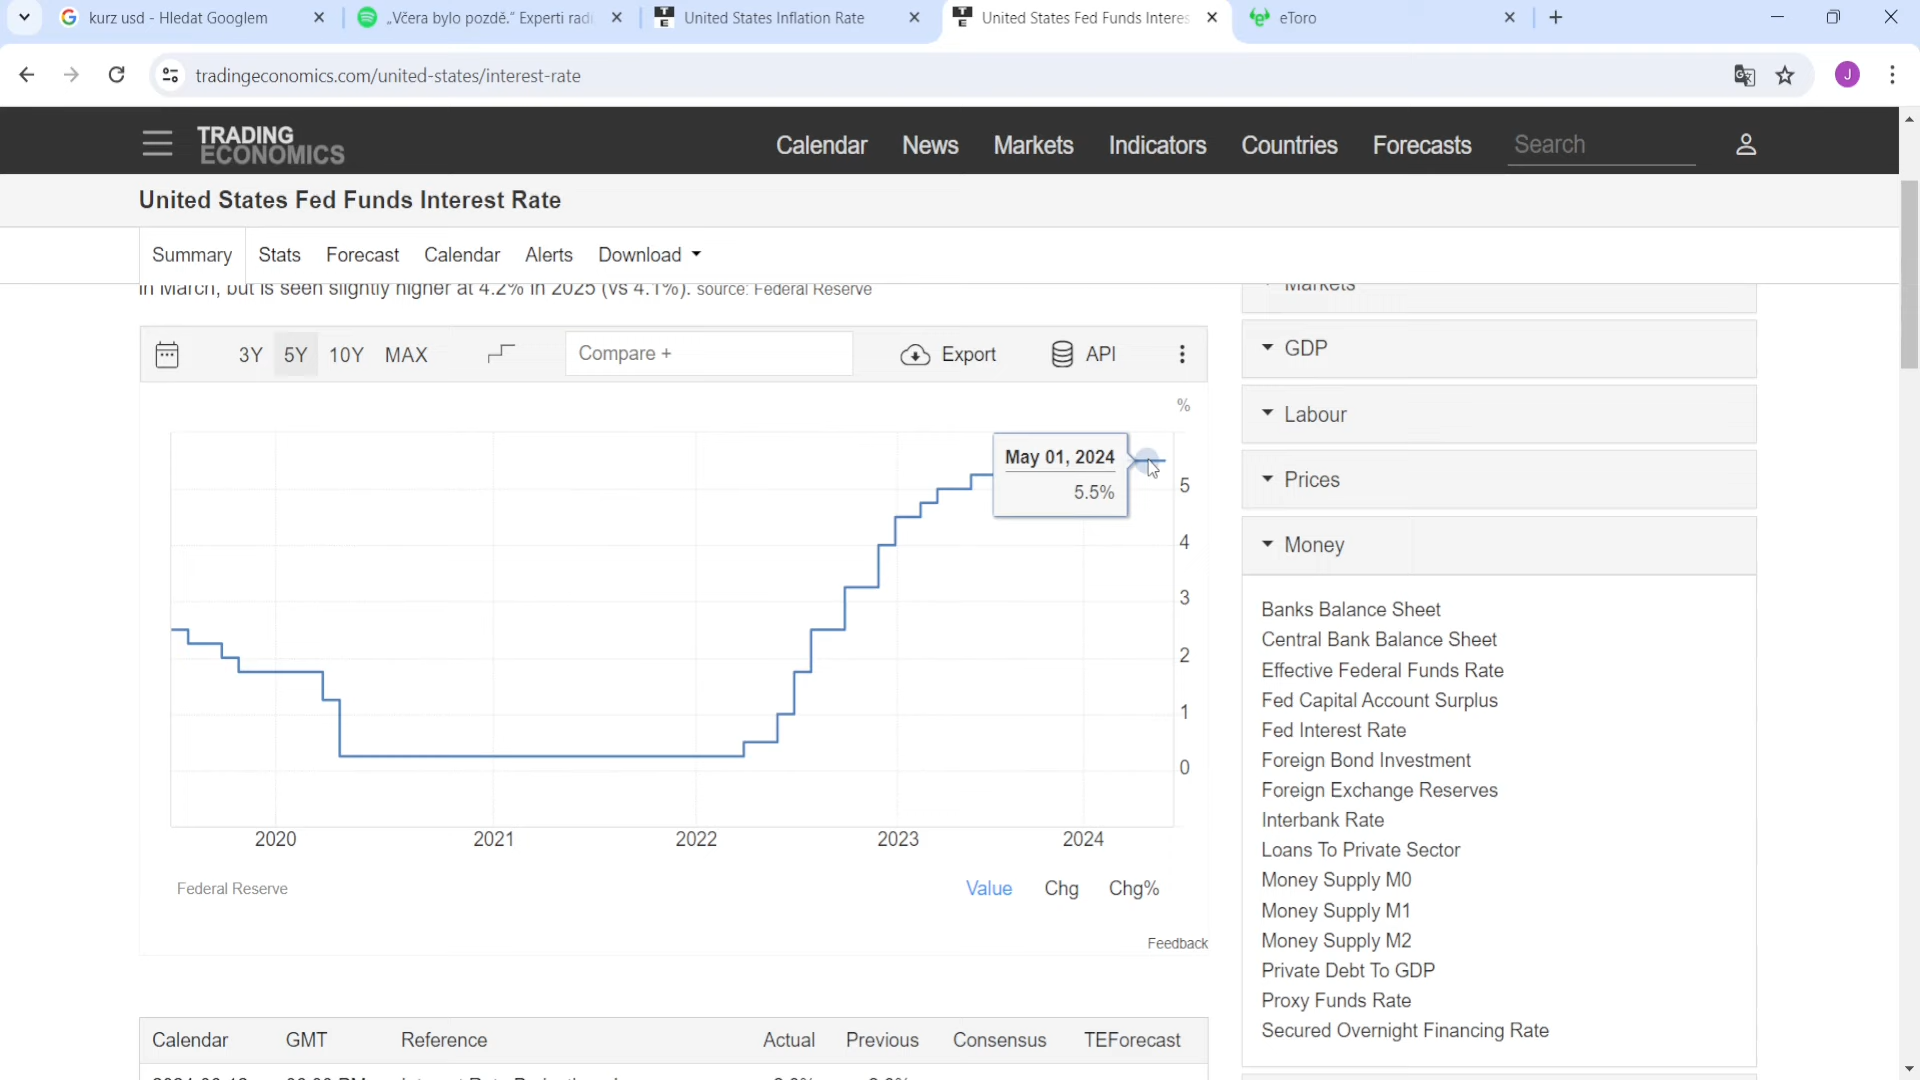 kurz usd - Hledat Googlem
„Včera bylo pozdě.“ Experti radí
United States Inflation Rate
United States Fed Funds Interes
eToro
tradingeconomics.com/united-states/interest-rate
J
TRADING
ECONOMICS
Calendar News Markets Indicators Countries Forecasts Search
United States Fed Funds Interest Rate
Summary Stats Forecast Calendar Alerts Download
in March, but is seen slightly higher at 4.2% in 2025 (vs 4.1%). source: Federal Reserve
Markets
3Y 5Y 10Y MAX Compare + Export API
GDP
Labour
%
May 01, 2024
5.5%
5
4
3
2
1
0
2020 2021 2022 2023 2024
Federal Reserve
Value Chg Chg%
Feedback
Prices
Money
Banks Balance Sheet
Central Bank Balance Sheet
Effective Federal Funds Rate
Fed Capital Account Surplus
Fed Interest Rate
Foreign Bond Investment
Foreign Exchange Reserves
Interbank Rate
Loans To Private Sector
Money Supply M0
Money Supply M1
Money Supply M2
Private Debt To GDP
Proxy Funds Rate
Secured Overnight Financing Rate
Calendar GMT Reference Actual Previous Consensus TEForecast